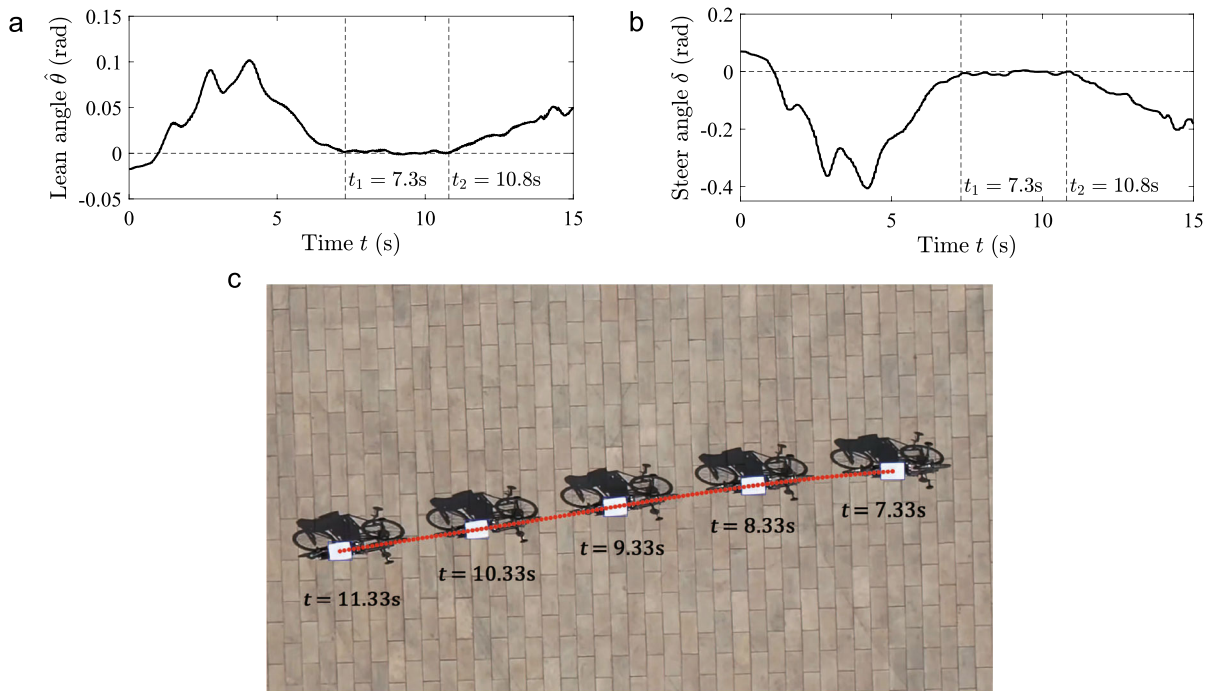 a
0.15
0.1
0.05
0
-0.05
Lean angle θ̂ (rad)
t₁ = 7.3s
t₂ = 10.8s
0
5
10
15
Time t (s)
b
0.2
0
-0.2
-0.4
Steer angle δ (rad)
t₁ = 7.3s
t₂ = 10.8s
0
5
10
15
Time t (s)
c
t = 7.33s
t = 8.33s
t = 9.33s
t = 10.33s
t = 11.33s